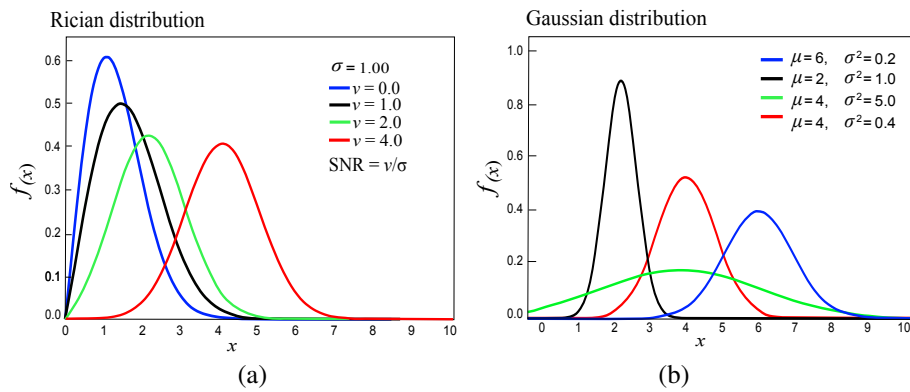 Rician distribution
f(x)
0.6
0.5
0.4
0.3
0.2
0.1
0.0
0 1 2 3 4 5 6 7 8 9 10
x
σ = 1.00
v = 0.0
v = 1.0
v = 2.0
v = 4.0
SNR = v/σ
(a)
Gaussian distribution
f(x)
1.0
0.8
0.6
0.4
0.2
0.0
0 1 2 3 4 5 6 7 8 9 10
x
μ=6, σ²=0.2
μ=2, σ²=1.0
μ=4, σ²=5.0
μ=4, σ²=0.4
(b)